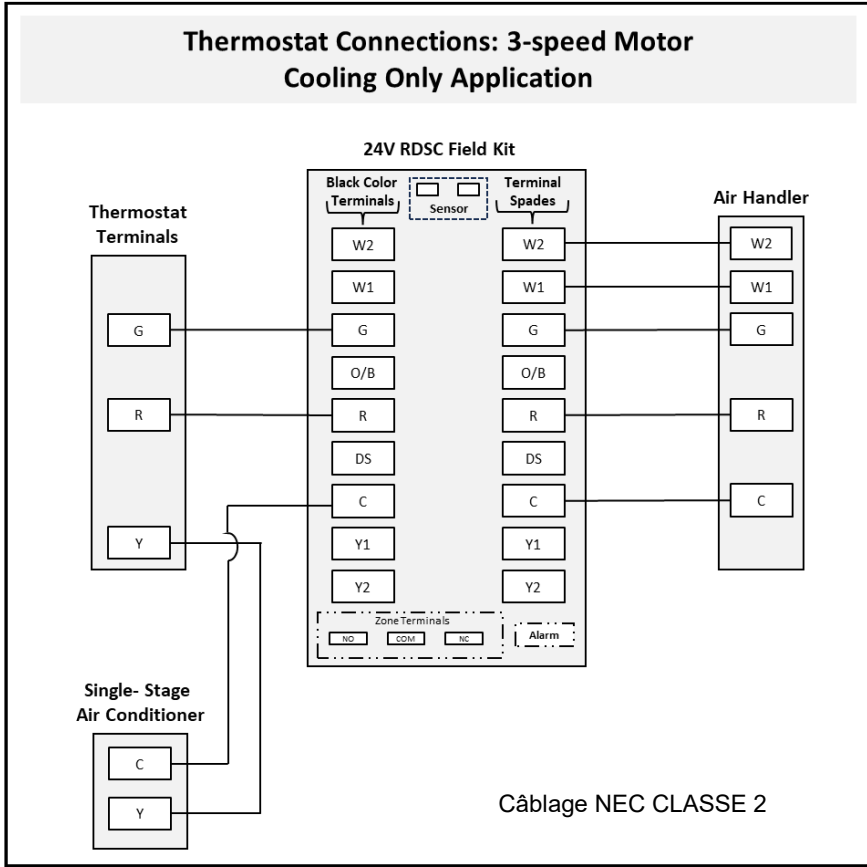 Thermostat Connections: 3-speed Motor
Cooling Only Application
24V RDSC Field Kit
Black Color
Terminals
Sensor
Terminal
Spades
Air Handler
Thermostat
Terminals
W2
W2
W2
W1
W1
W1
G
G
G
G
O/B
O/B
R
R
R
R
DS
DS
C
C
C
Y
Y1
Y1
Y2
Y2
Zone Terminals
NO
COM
NC
Alarm
Single- Stage
Air Conditioner
C
Y
Câblage NEC CLASSE 2